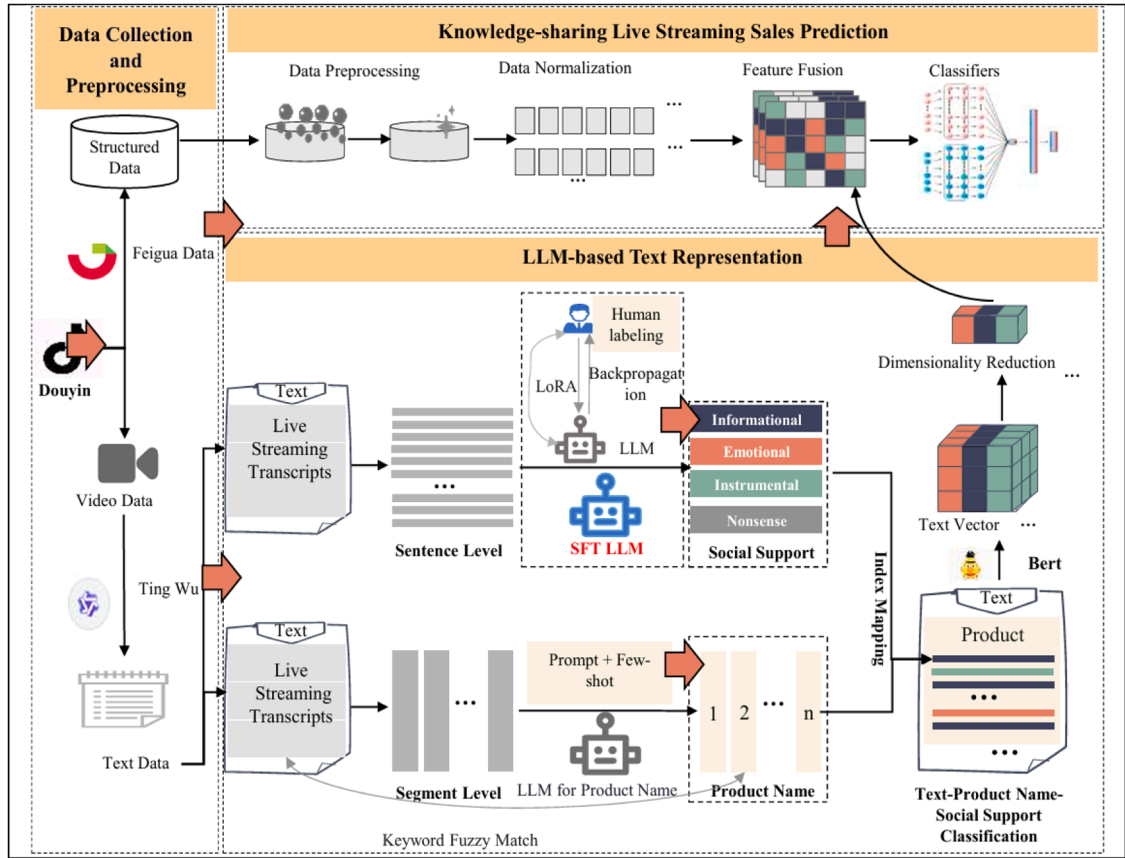 Data Collection
and
Preprocessing
Structured
Data
Feigua Data
Douyin
Video Data
Ting Wu
Text Data
Knowledge-sharing Live Streaming Sales Prediction
Data Preprocessing
Data Normalization
Feature Fusion
Classifiers
...
...
...
LLM-based Text Representation
Text
Live
Streaming
Transcripts
...
Sentence Level
Human
labeling
LoRA
Backpropagat
ion
LLM
SFT LLM
Informational
Emotional
Instrumental
Nonsense
Social Support
Text
Live
Streaming
Transcripts
...
Segment Level
Prompt + Few-
shot
LLM for Product Name
1
2
...
n
Product Name
Keyword Fuzzy Match
Index Mapping
Dimensionality Reduction
...
Text Vector
...
Bert
Text
Product
...
...
Text-Product Name-
Social Support
Classification